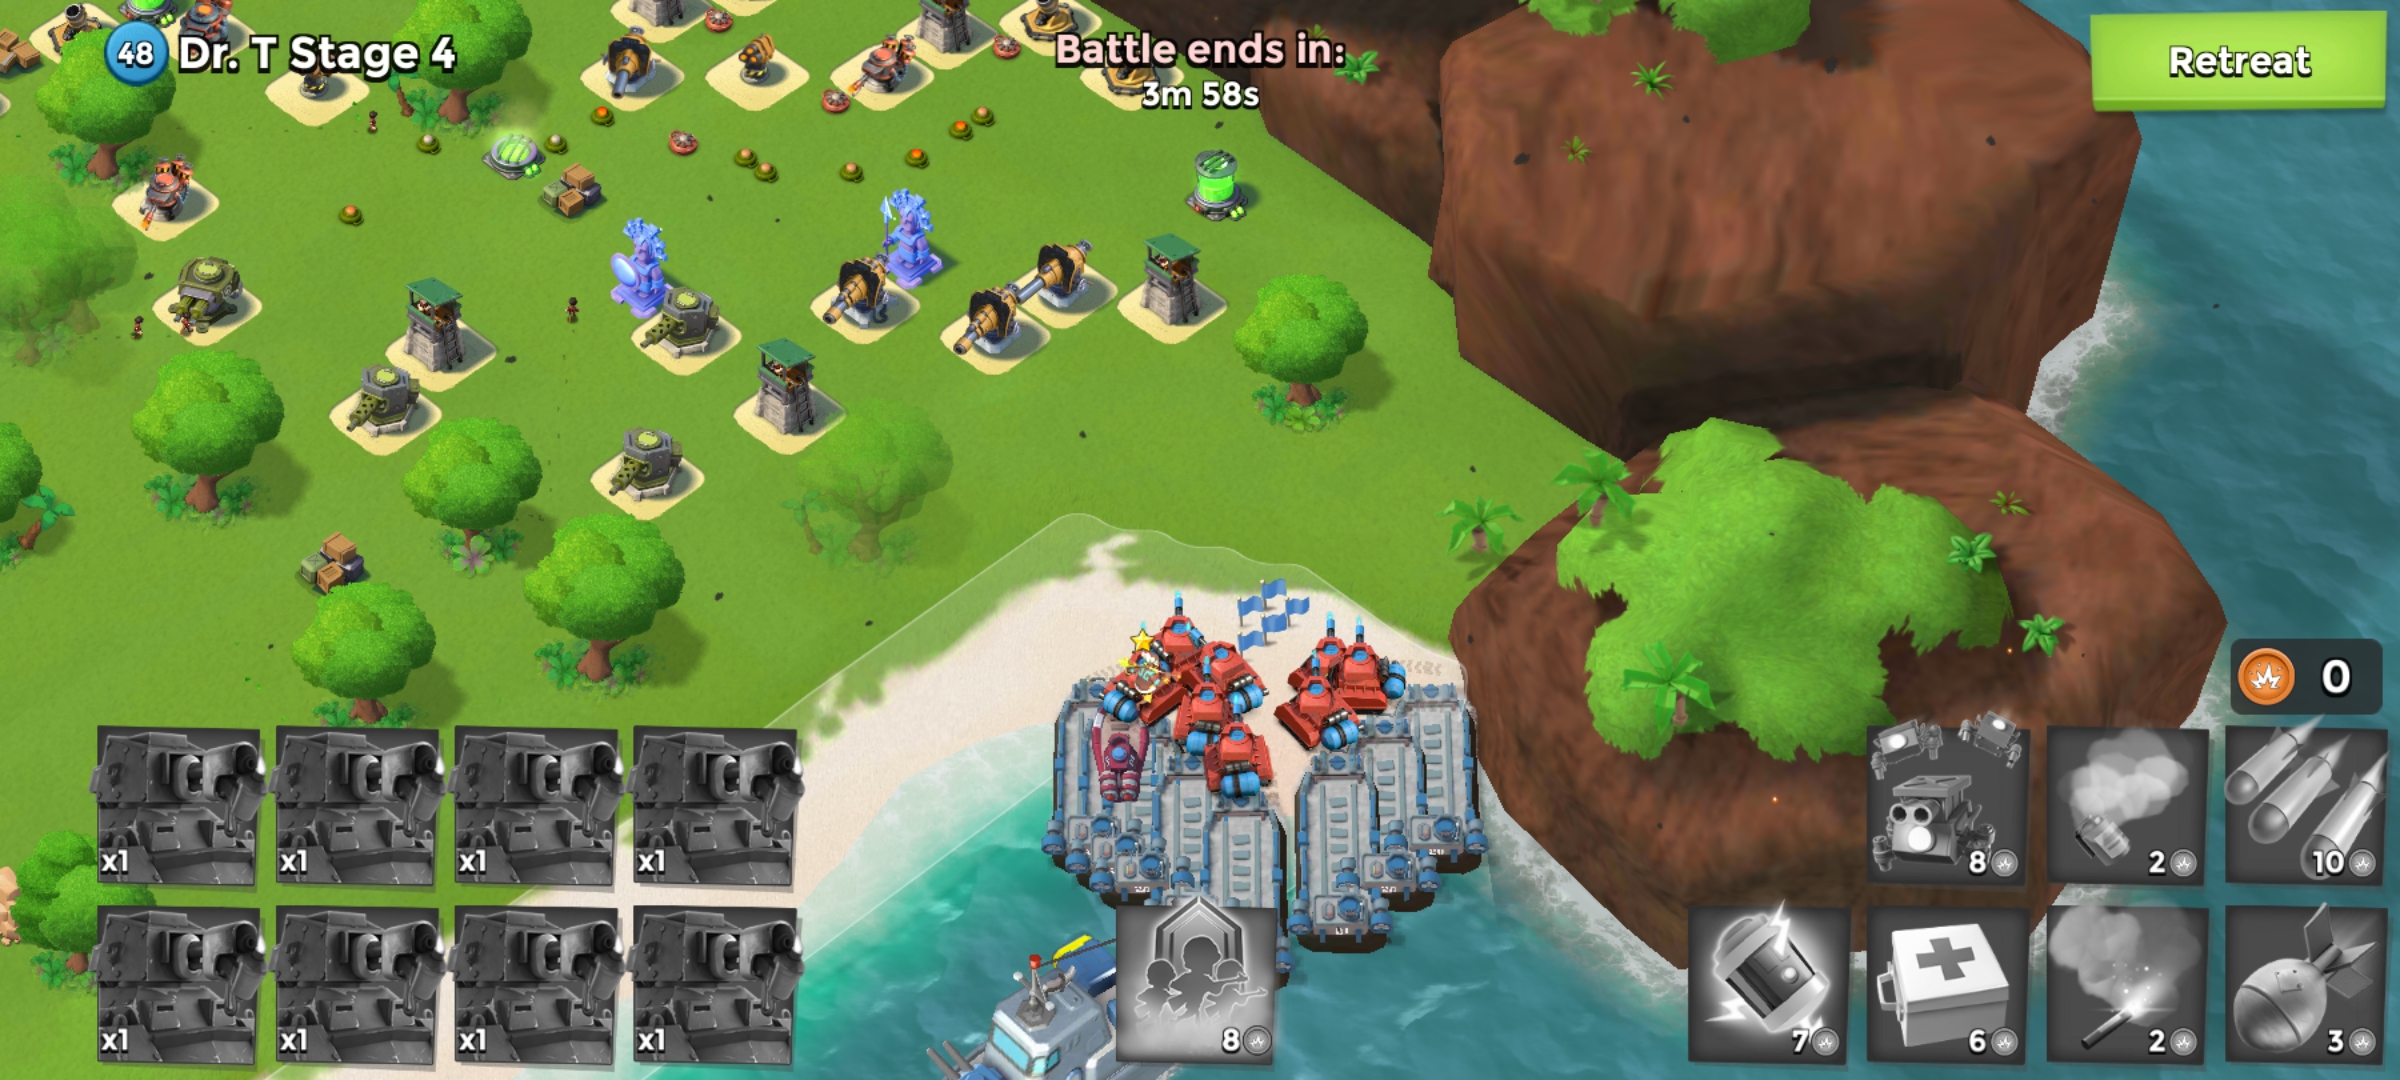 48 Dr. T Stage 4
Battle ends in:
3m 58s
Retreat
0
x1 x1 x1 x1
8 2 10
x1 x1 x1 x1
8
7 6 2 3